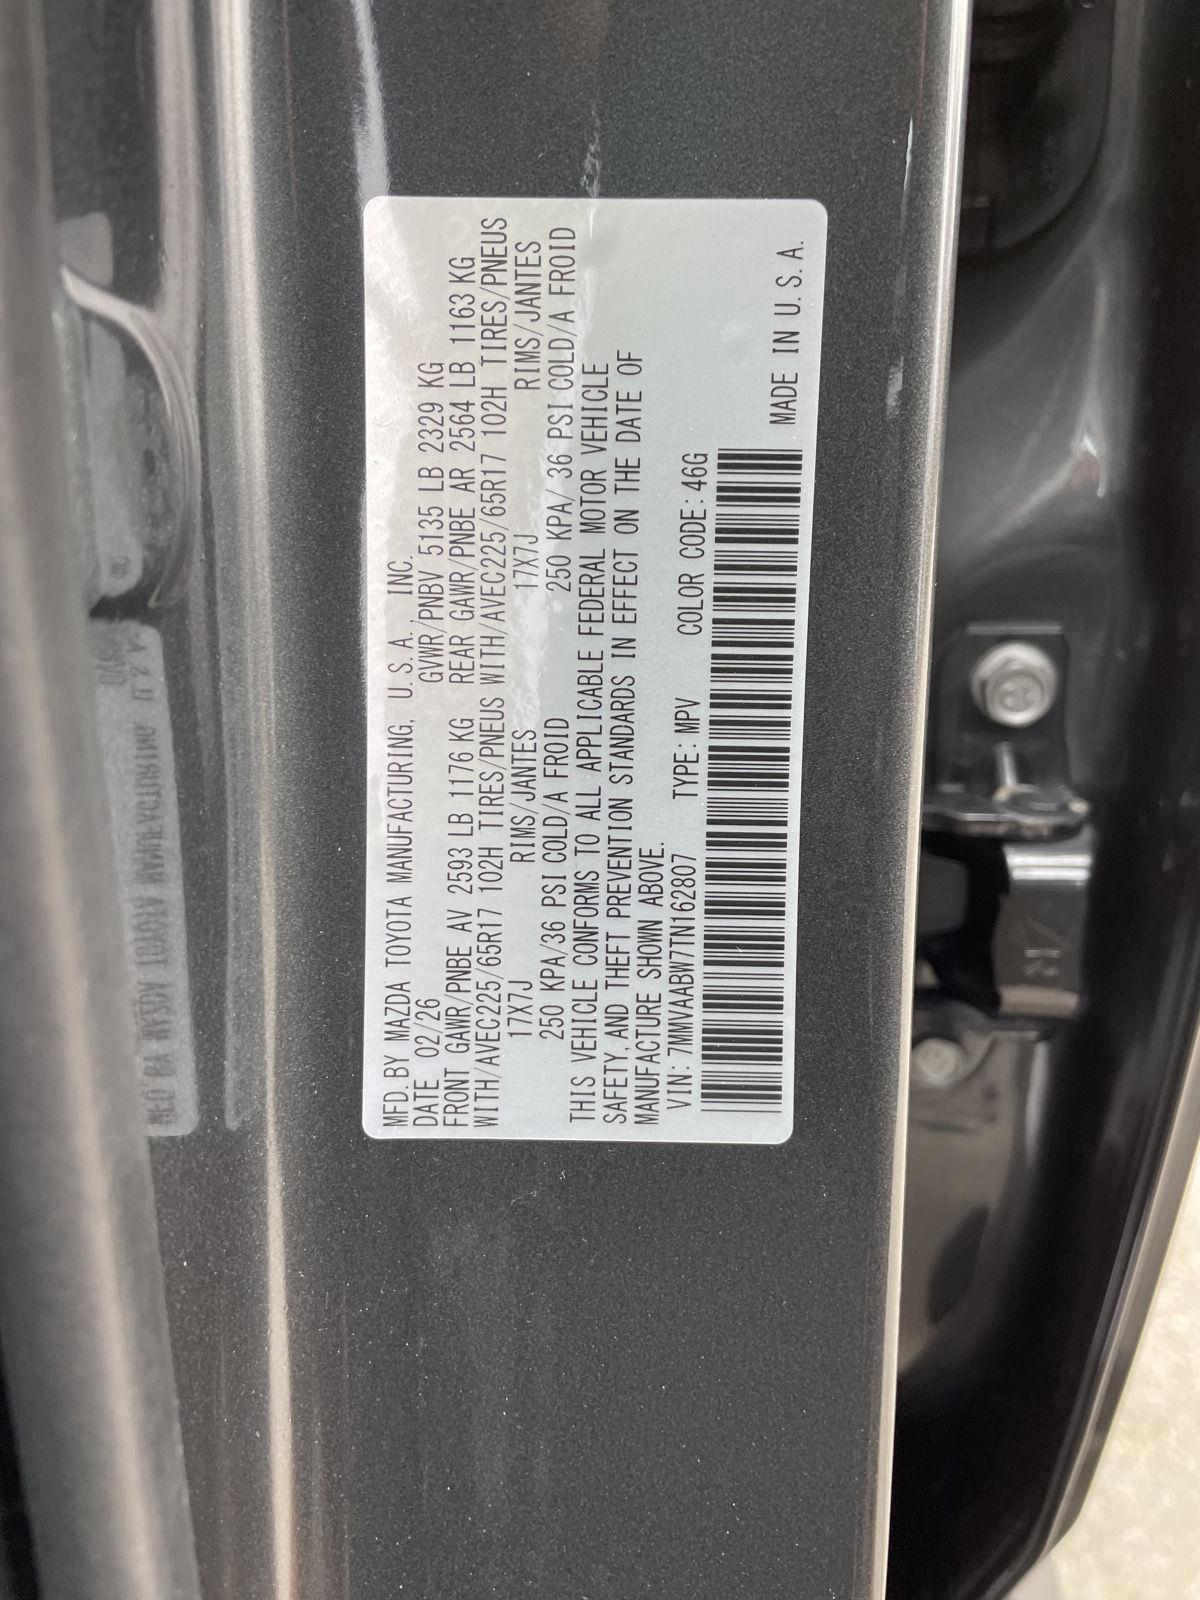 MFD. BY MAZDA TOYOTA MANUFACTURING, U. S. A. , INC.
DATE 02/26 GVWR/PNBV 5135 LB 2329 KG
FRONT GAWR/PNBE AV 2593 LB 1176 KG REAR GAWR/PNBE AR 2564 LB 1163 KG
WITH/AVEC225/65R17 102H TIRES/PNEUS WITH/AVEC225/65R17 102H TIRES/PNEUS
17X7J RIMS/JANTES 17X7J RIMS/JANTES
250 KPA/36 PSI COLD/A FROID 250 KPA/ 36 PSI COLD/A FROID
THIS VEHICLE CONFORMS TO ALL APPLICABLE FEDERAL MOTOR VEHICLE
SAFETY, AND THEFT PREVENTION STANDARDS IN EFFECT ON THE DATE OF
MANUFACTURE SHOWN ABOVE.
VIN: 7MMVAABW7TN162807 TYPE: MPV COLOR CODE: 46G
MADE IN U. S. A.